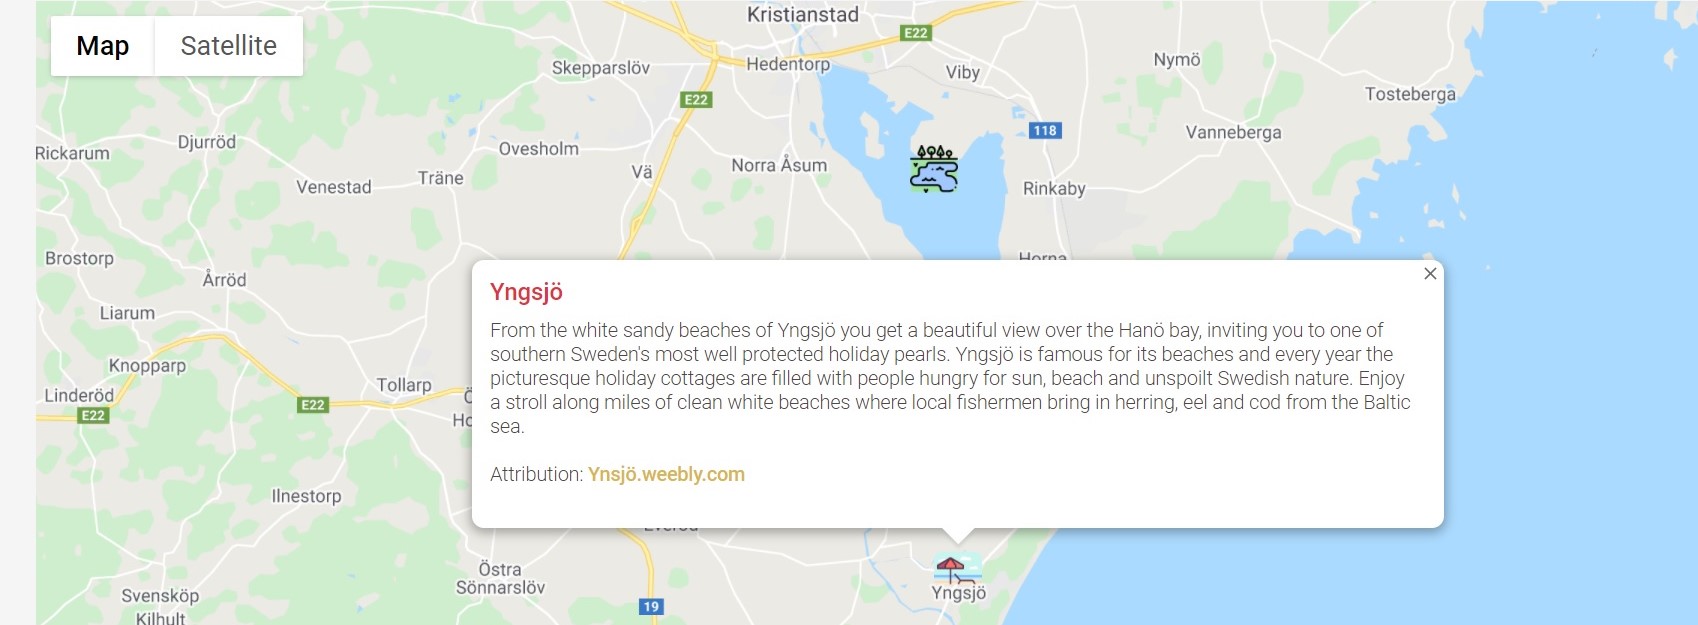 Map
Satellite
Kristianstad
E22
Skepparslöv
Hedentorp
Viby
Nymö
Tosteberga
E22
118
Vanneberga
Djurröd
Rickarum
Ovesholm
Norra Åsum
Vä
Träne
Venestad
Rinkaby
Brostorp
Årröd
Horna
Liarum
Knopparp
Tollarp
Linderöd
E22
E22
Yngsjö
From the white sandy beaches of Yngsjö you get a beautiful view over the Hanö bay, inviting you to one of
southern Sweden's most well protected holiday pearls. Yngsjö is famous for its beaches and every year the
picturesque holiday cottages are filled with people hungry for sun, beach and unspoilt Swedish nature. Enjoy
a stroll along miles of clean white beaches where local fishermen bring in herring, eel and cod from the Baltic
sea.
Attribution: Ynsjö.weebly.com
Ilnestorp
Everöd
Östra
Sönnarslöv
Yngsjö
Svensköp
19
Kilhult